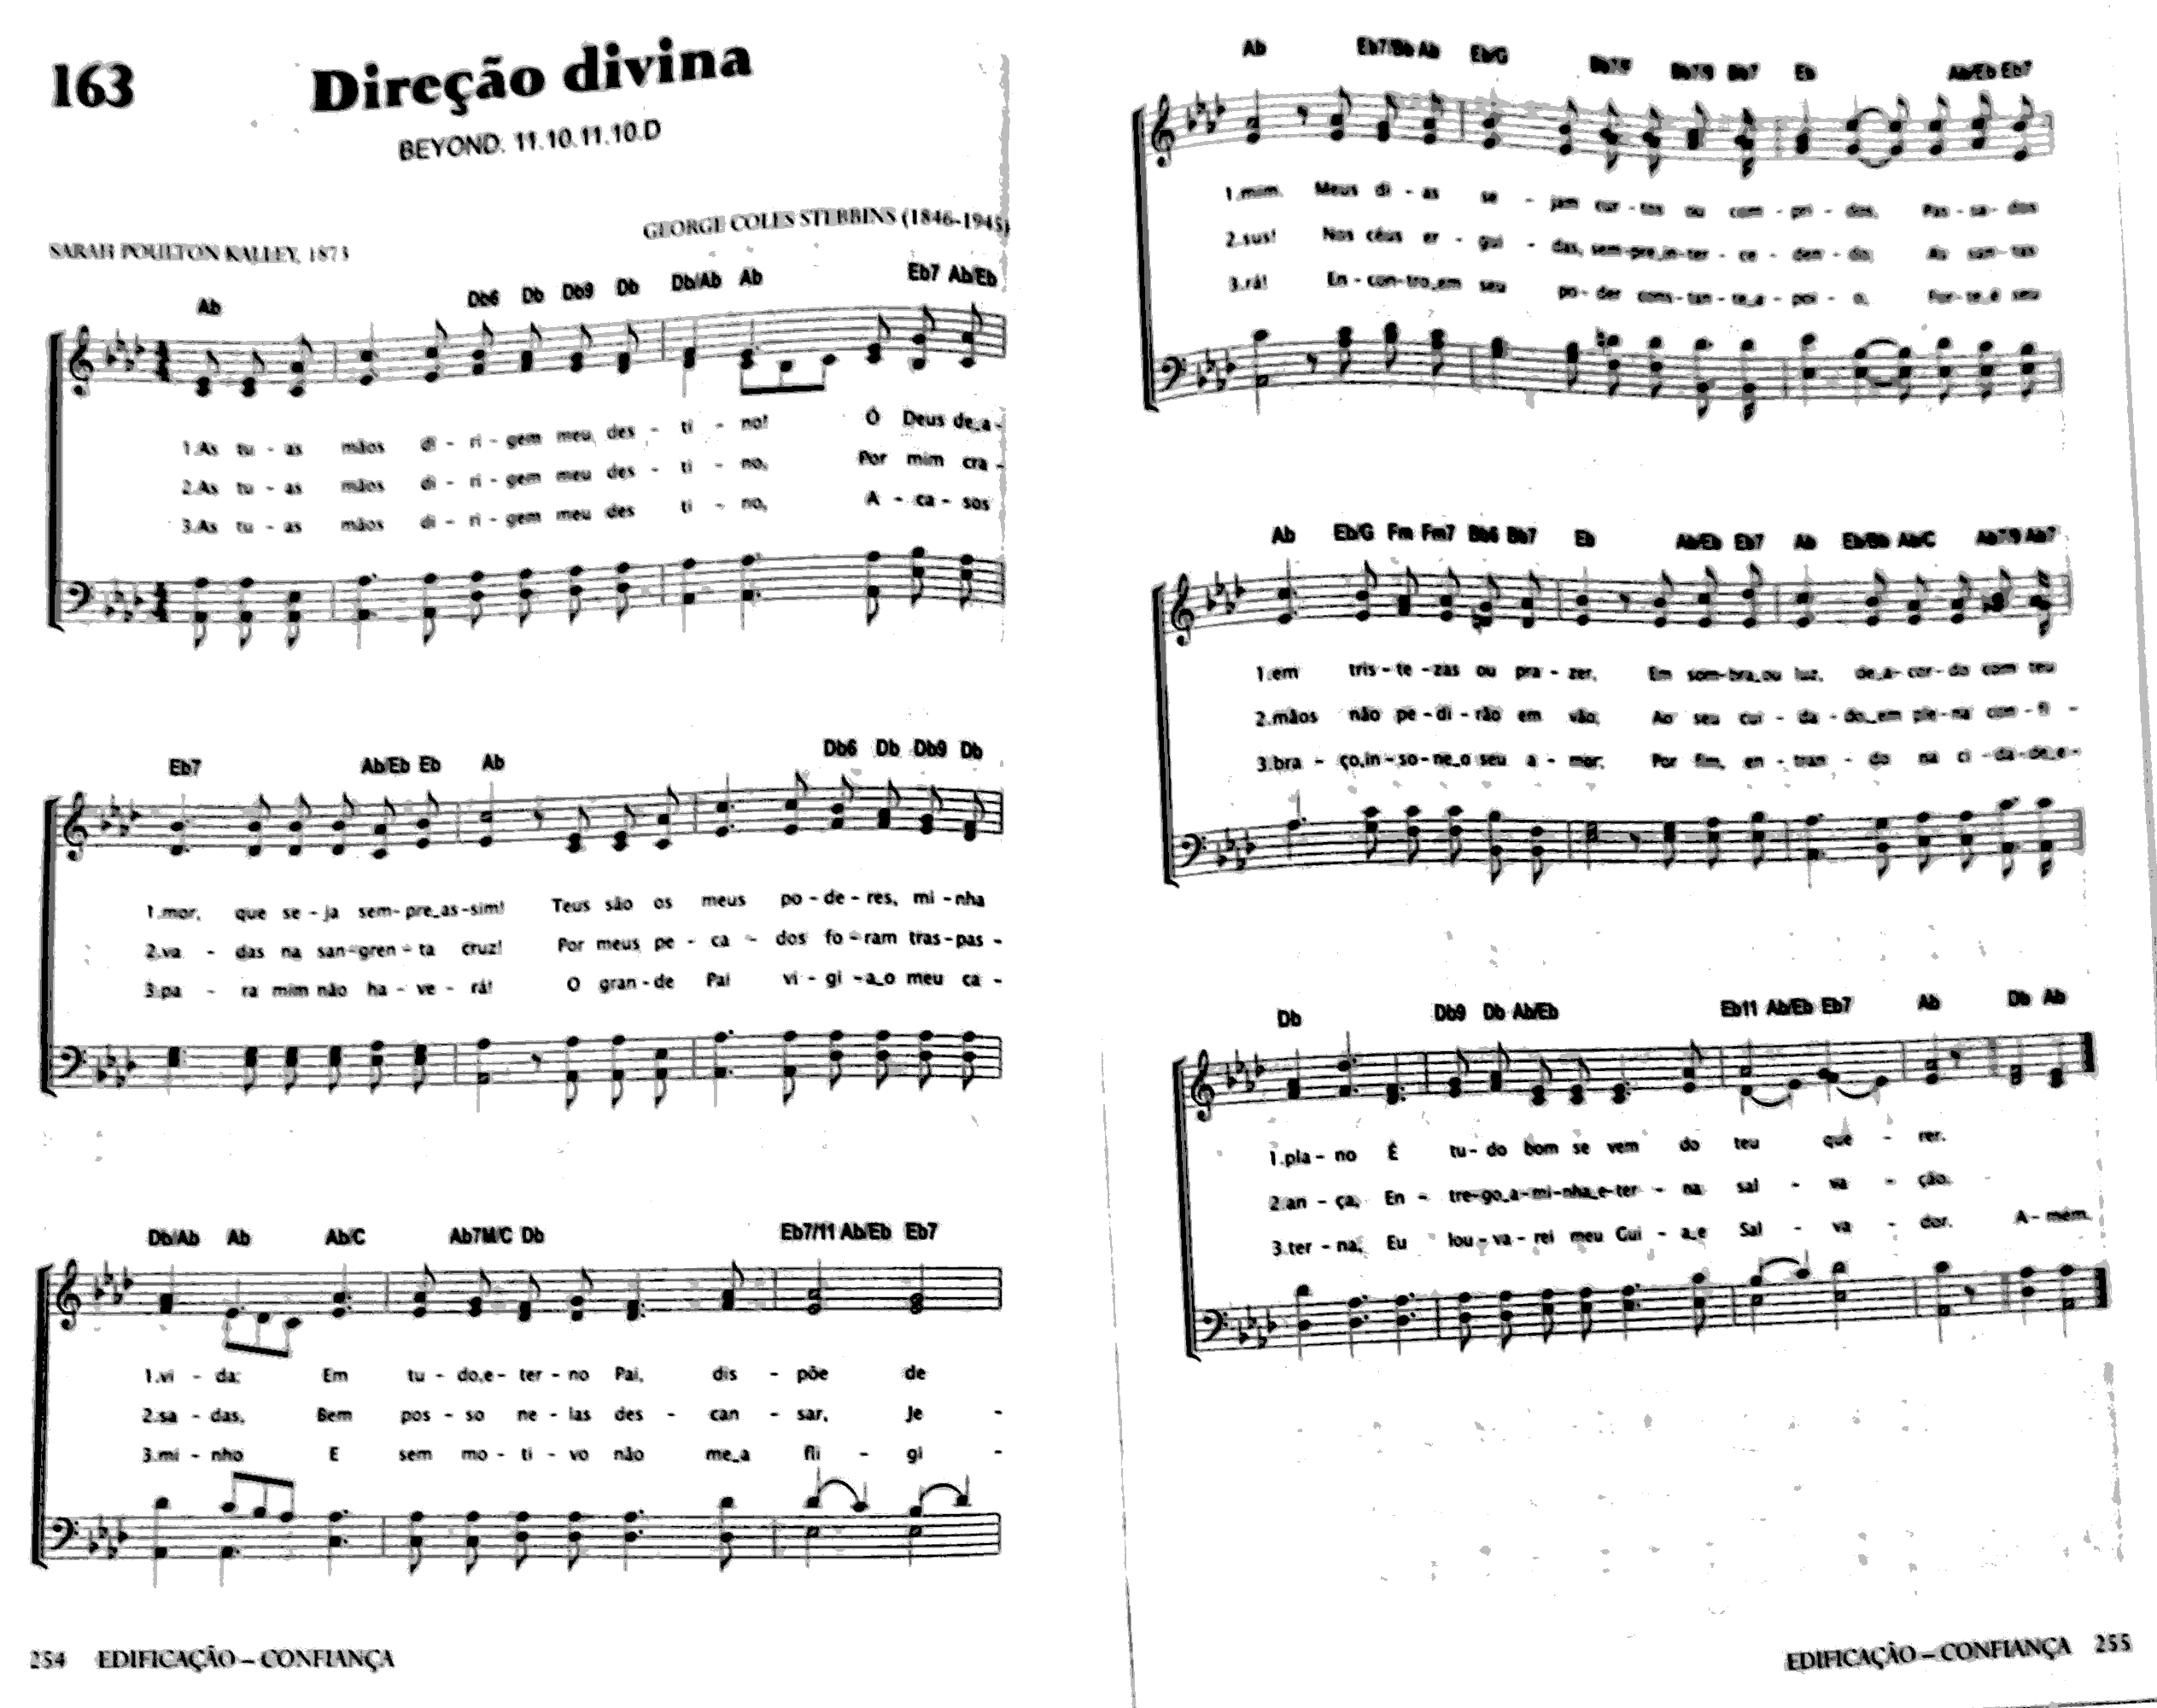 163
Direção divina
BEYOND. 11.10.11.10.D
GEORGE COLES STEBBINS (1846-1945)
SARAH POULTON KALLEY, 1873
Ab Db6 Db Db9 Db Db/Ab Ab Eb7 Ab/Eb
1.As tu - as mãos di - ri - gem meu des - ti - no! Ó Deus de_a-
2.As tu - as mãos di - ri - gem meu des - ti - no, Por mim cra -
3.As tu - as mãos di - ri - gem meu des ti - no, A - ca - sos
Eb7 Ab/Eb Eb Ab Db6 Db Db9 Db
1.mor, que se - ja sem- pre_as-sim! Teus são os meus po - de - res, mi - nha
2.va - das na san-gren - ta cruz! Por meus pe - ca - dos fo - ram tras-pas -
3.pa - ra mim não ha - ve - rá! O gran - de Pai vi - gi -a_o meu ca -
Db/Ab Ab Ab/C Ab7M/C Db Eb7/11 Ab/Eb Eb7
1.vi - da; Em tu - do,e- ter - no Pai, dis - põe de
2.sa - das, Bem pos - so ne - las des - can - sar, Je -
3.mi - nho E sem mo - ti - vo não me_a fli - gi -
254 EDIFICAÇÃO – CONFIANÇA
Ab Eb7/Bb Ab Eb/G Bb7 Eb Ab/Eb Eb7
1.mim. Meus di - as se - jam cur - tos ou com - pri - dos, Pas - sa - dos
2.sus! Nos céus er - gui - das, sem-pre_in-ter - ce - den - do, As san - tas
3.rá! En - con-tro_em seu po - der cons-tan - te_a - poi - o, For - te_é seu
Ab Eb/G Fm Fm7 Bb6 Bb7 Eb Ab/Eb Eb7 Ab Eb/Bb Ab/C Ab7/9 Ab7
1.em tris - te -zas ou pra - zer, Em som-bra_ou luz, de_a- cor - do com teu
2.mãos não pe - di - rão em vão; Ao seu cui - da - do_em ple - na con - fi -
3.bra - ço,in - so - ne_o seu a - mor; Por fim, en - tran - do na ci -da-de_e-
Db Db9 Db Ab/Eb Eb11 Ab/Eb Eb7 Ab Db Ab
1.pla - no É tu - do bom se vem do teu que - rer.
2.an - ça, En - tre-go_a-mi-nha_e-ter - na sal - va - ção.
3.ter - na, Eu lou - va - rei meu Gui - a_e Sal - va - dor. A - mém.
EDIFICAÇÃO – CONFIANÇA 255